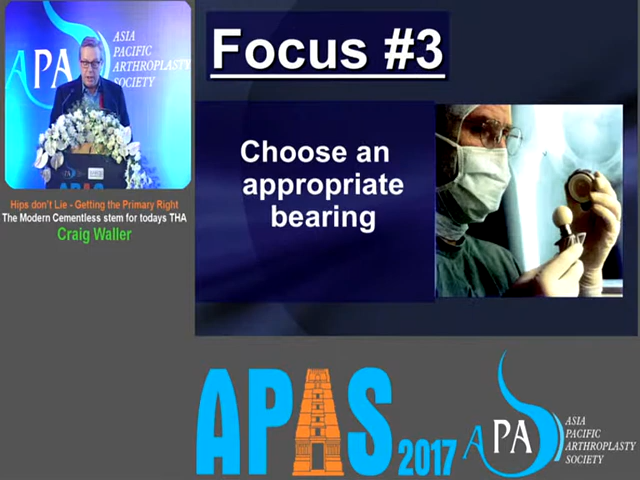 APA
ASIA
PACIFIC
ARTHROPLASTY
SOCIETY
APAS
Hips don't Lie - Getting the Primary Right
The Modern Cementless stem for todays THA
Craig Waller
Focus #3
Choose an
appropriate
bearing
APAS 2017
APA
ASIA
PACIFIC
ARTHROPLASTY
SOCIETY